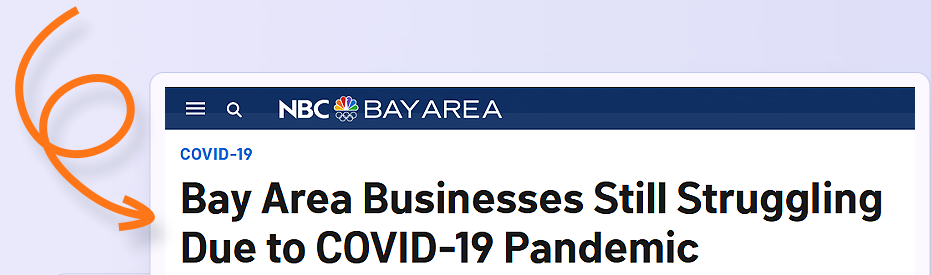 NBC BAY AREA
COVID-19
Bay Area Businesses Still Struggling
Due to COVID-19 Pandemic